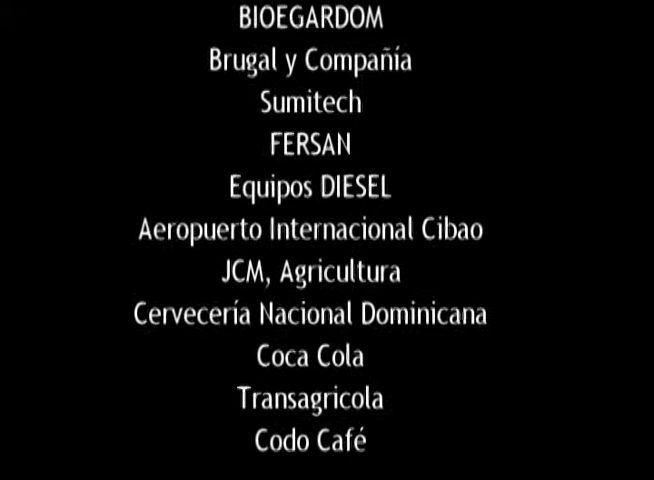 BIOEGARDOM
Brugal y Compañía
Sumitech
FERSAN
Equipos DIESEL
Aeropuerto Internacional Cibao
JCM, Agricultura
Cervecería Nacional Dominicana
Coca Cola
Transagricola
Codo Café